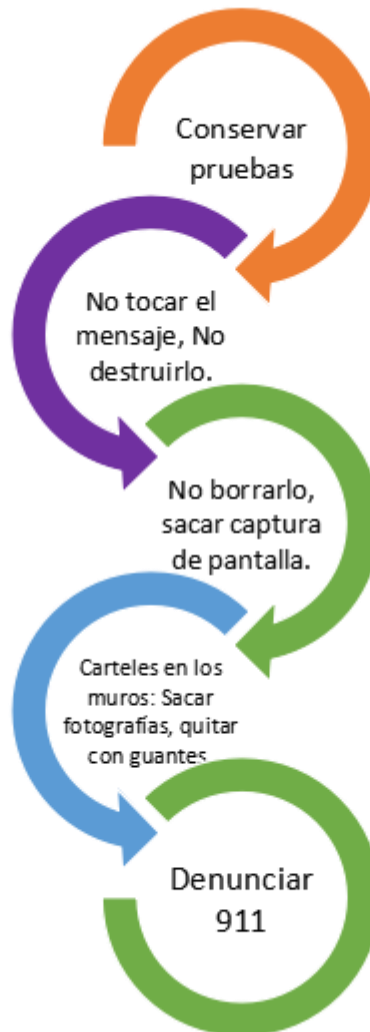 Conservar
pruebas
No tocar el
mensaje, No
destruirlo.
No borrarlo,
sacar captura
de pantalla.
Carteles en los
muros: Sacar
fotografías, quitar
con guantes
Denunciar
911